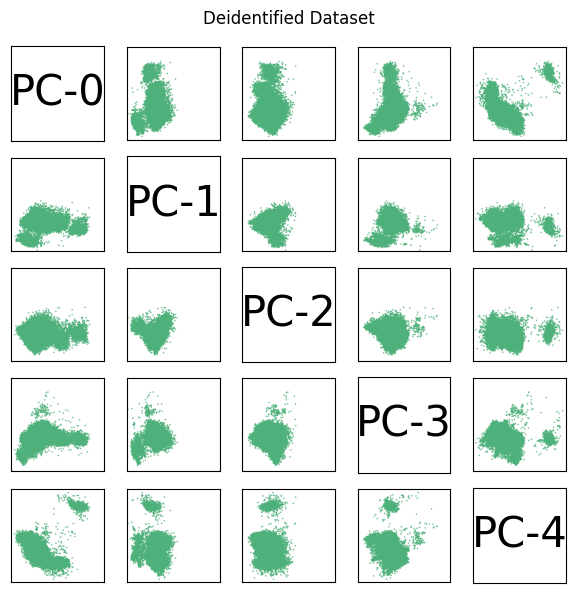 Deidentified Dataset
PC-0
PC-1
PC-2
PC-3
PC-4